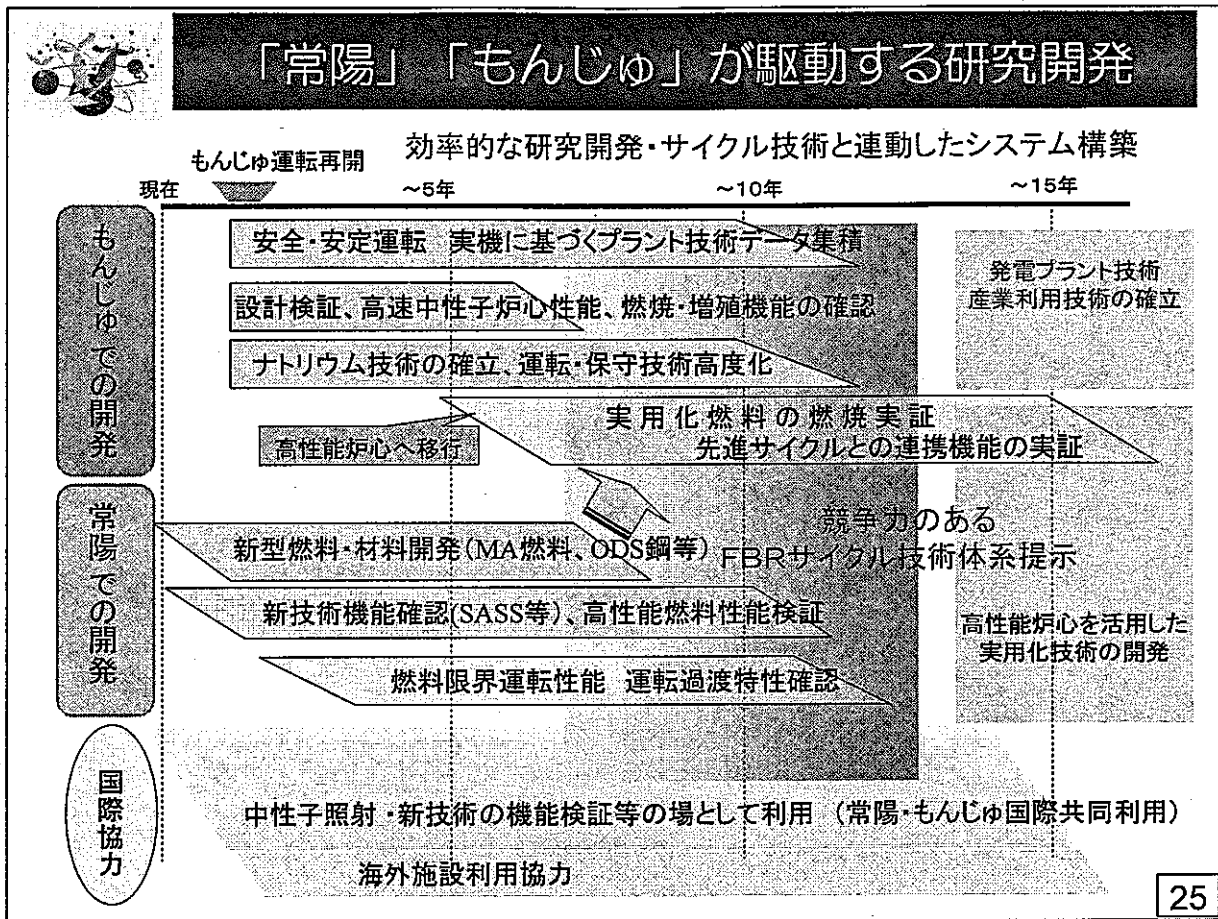 「常陽」「もんじゅ」が駆動する研究開発
効率的な研究開発・サイクル技術と連動したシステム構築
もんじゅ運転再開
現在
~5年
~10年
~15年
もんじゅでの開発
安全・安定運転 実機に基づくプラント技術データ集積
設計検証、高速中性子炉心性能、燃焼・増殖機能の確認
ナトリウム技術の確立、運転・保守技術高度化
発電プラント技術
産業利用技術の確立
高性能炉心へ移行
実用化燃料の燃焼実証
先進サイクルとの連携機能の実証
常陽での開発
新型燃料・材料開発(MA燃料、ODS鋼等)
競争力のある
FBRサイクル技術体系提示
新技術機能確認(SASS等)、高性能燃料性能検証
燃料限界運転性能 運転過渡特性確認
高性能炉心を活用した
実用化技術の開発
国際協力
中性子照射・新技術の機能検証等の場として利用 (常陽・もんじゅ国際共同利用)
海外施設利用協力
25